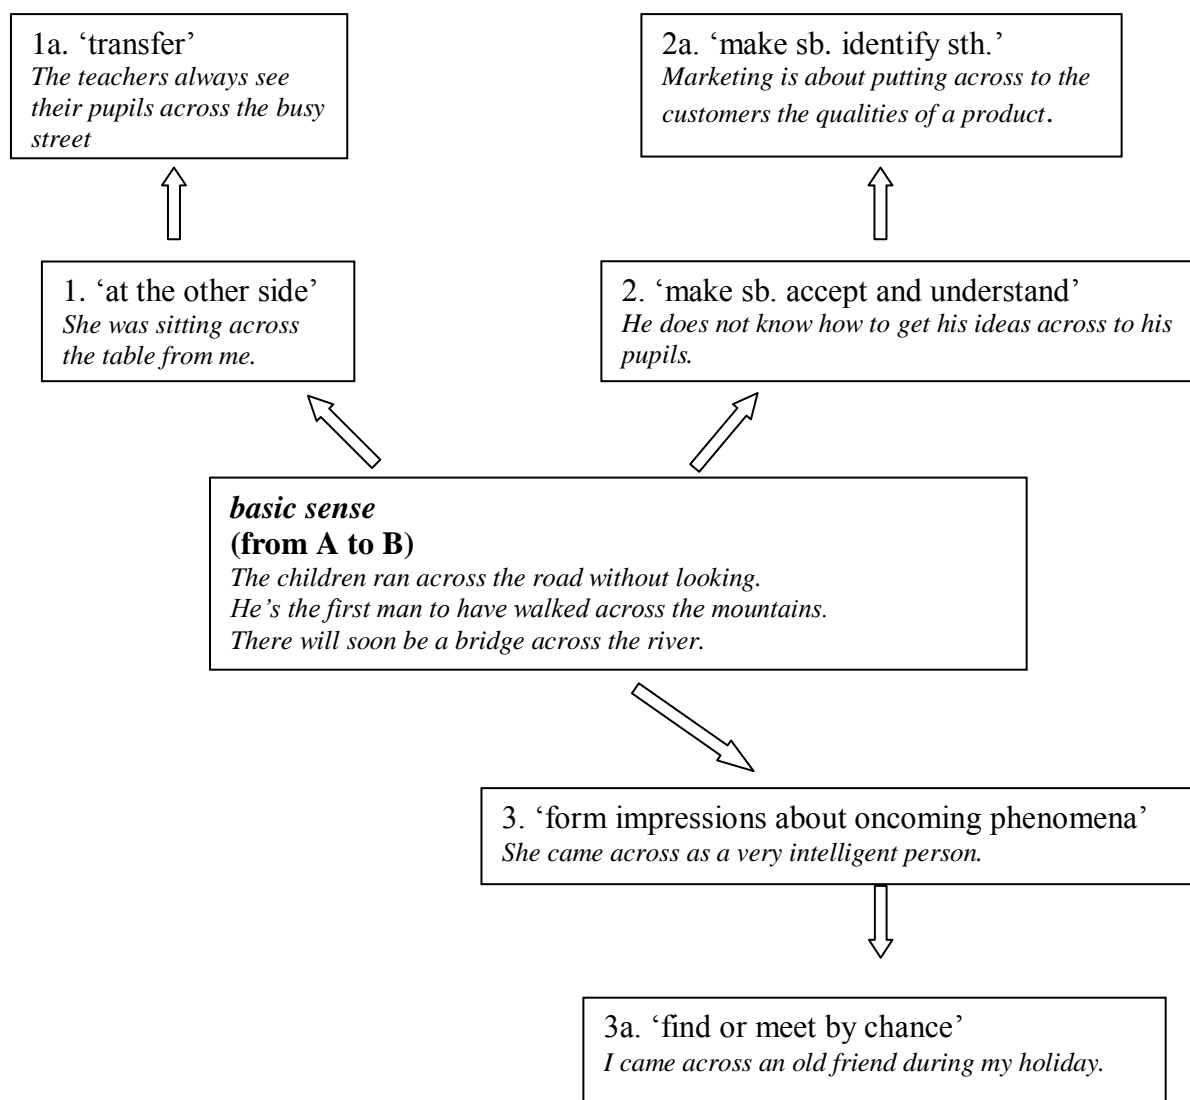 1a. ‘transfer’
The teachers always see
their pupils across the busy
street
2a. ‘make sb. identify sth.’
Marketing is about putting across to the
customers the qualities of a product.
1. ‘at the other side’
She was sitting across
the table from me.
2. ‘make sb. accept and understand’
He does not know how to get his ideas across to his
pupils.
basic sense
(from A to B)
The children ran across the road without looking.
He’s the first man to have walked across the mountains.
There will soon be a bridge across the river.
3. ‘form impressions about oncoming phenomena’
She came across as a very intelligent person.
3a. ‘find or meet by chance’
I came across an old friend during my holiday.